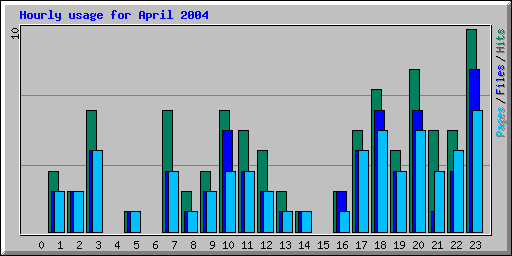 Hourly usage for April 2004
10
Pages/Files/Hits
0 1 2 3 4 5 6 7 8 9 10 11 12 13 14 15 16 17 18 19 20 21 22 23